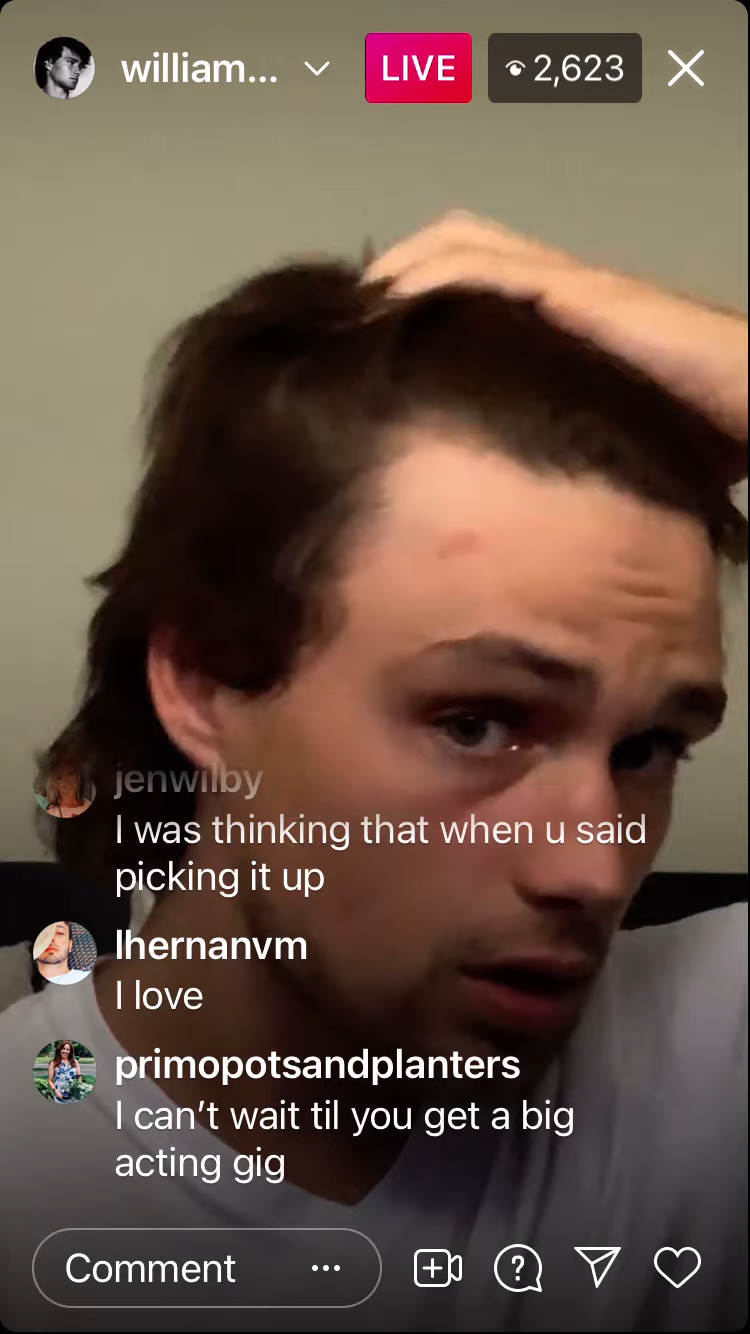 william...
LIVE
2,623
jenwilby
I was thinking that when u said
picking it up
lhernanvm
I love
primopotsandplanters
I can’t wait til you get a big
acting gig
Comment